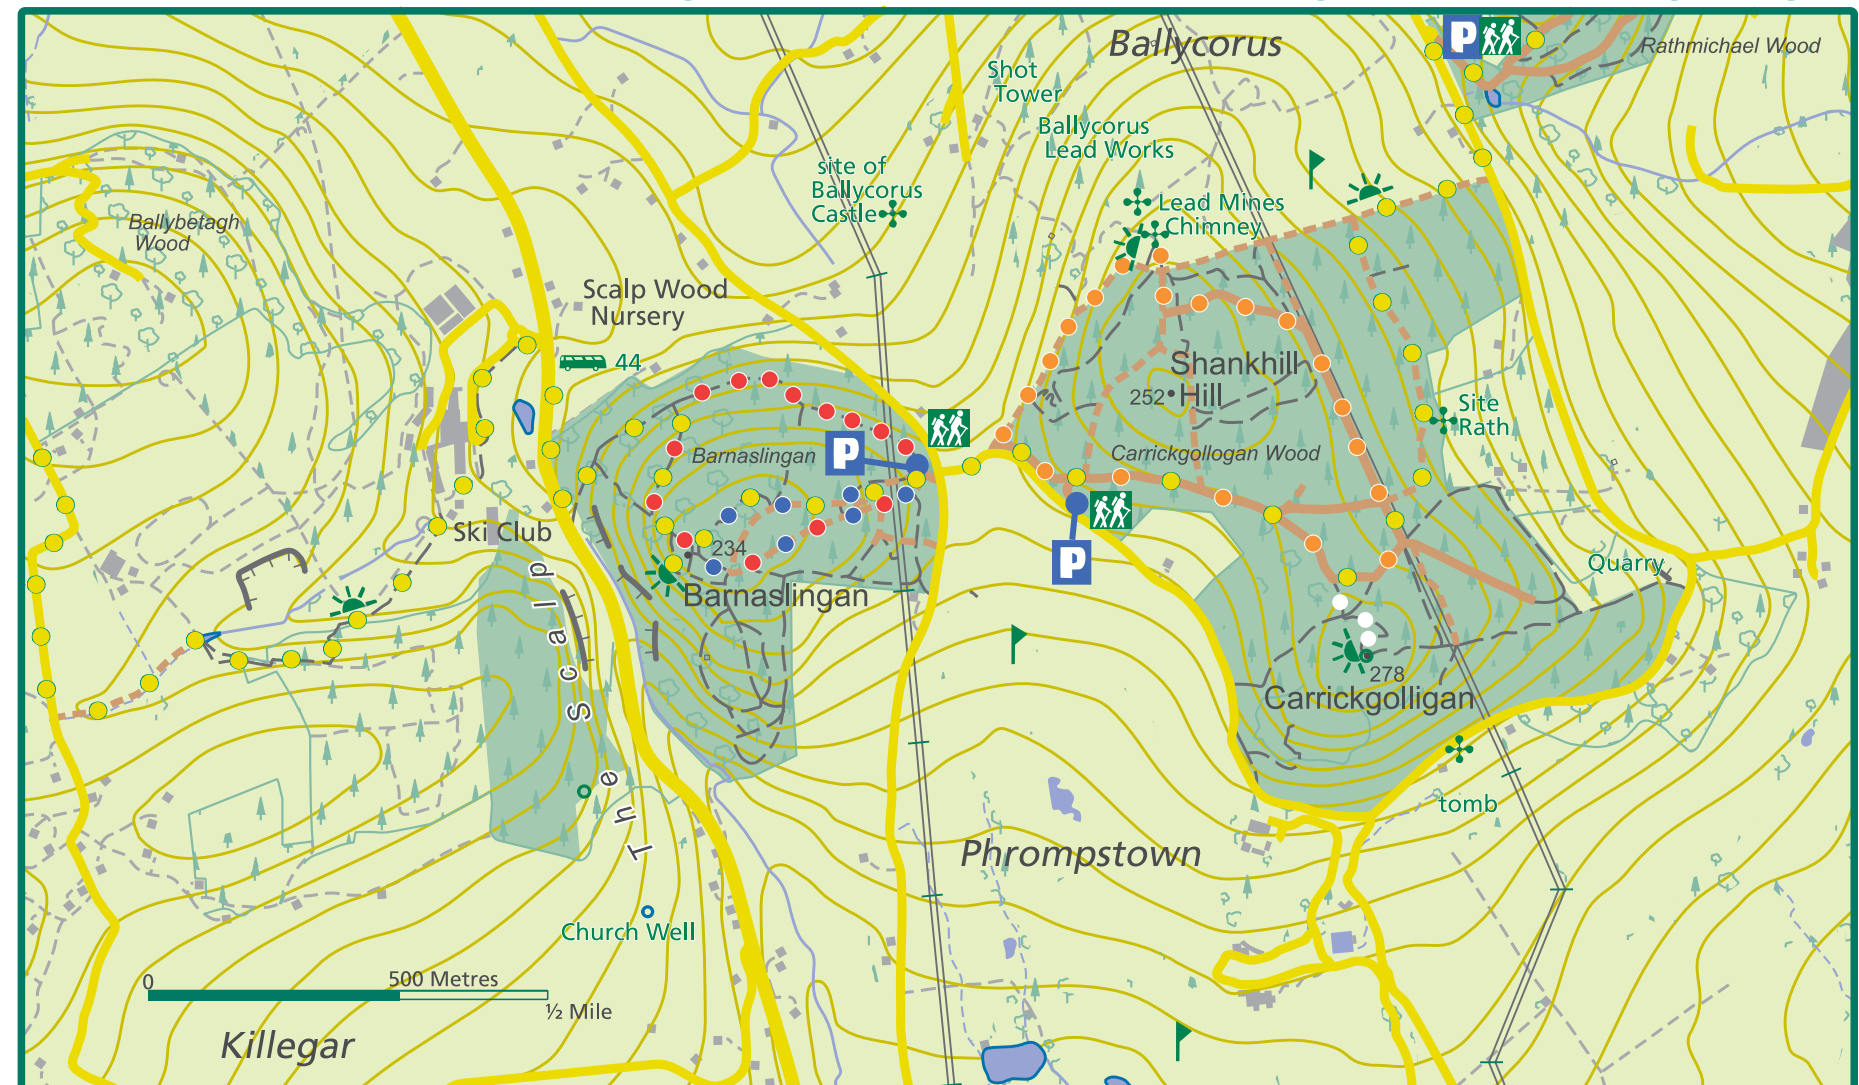 Ballycorus
P
Rathmichael Wood
Shot
Tower
Ballycorus
Lead Works
site of
Ballycorus
Castle
Lead Mines
Chimney
Ballybetagh
Wood
Scalp Wood
Nursery
44
Shankhill
252
Hill
Site
Rath
P
Barnaslingan
Carrickgollogan Wood
Ski Club
234
P
Quarry
Barnaslingan
278
Carrickgolligan
The Scalp
tomb
Phrompstown
Church Well
0
500 Metres
½ Mile
Killegar